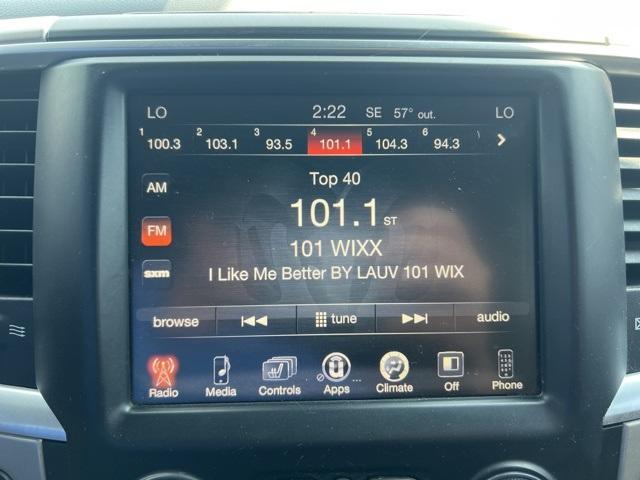 LO 2:22 SE 57° out. LO
1 100.3 2 103.1 3 93.5 4 101.1 5 104.3 6 94.3
AM
FM
sxm
Top 40
101.1 ST
101 WIXX
I Like Me Better BY LAUV 101 WIX
browse tune audio
Radio Media Controls Apps Climate Off Phone